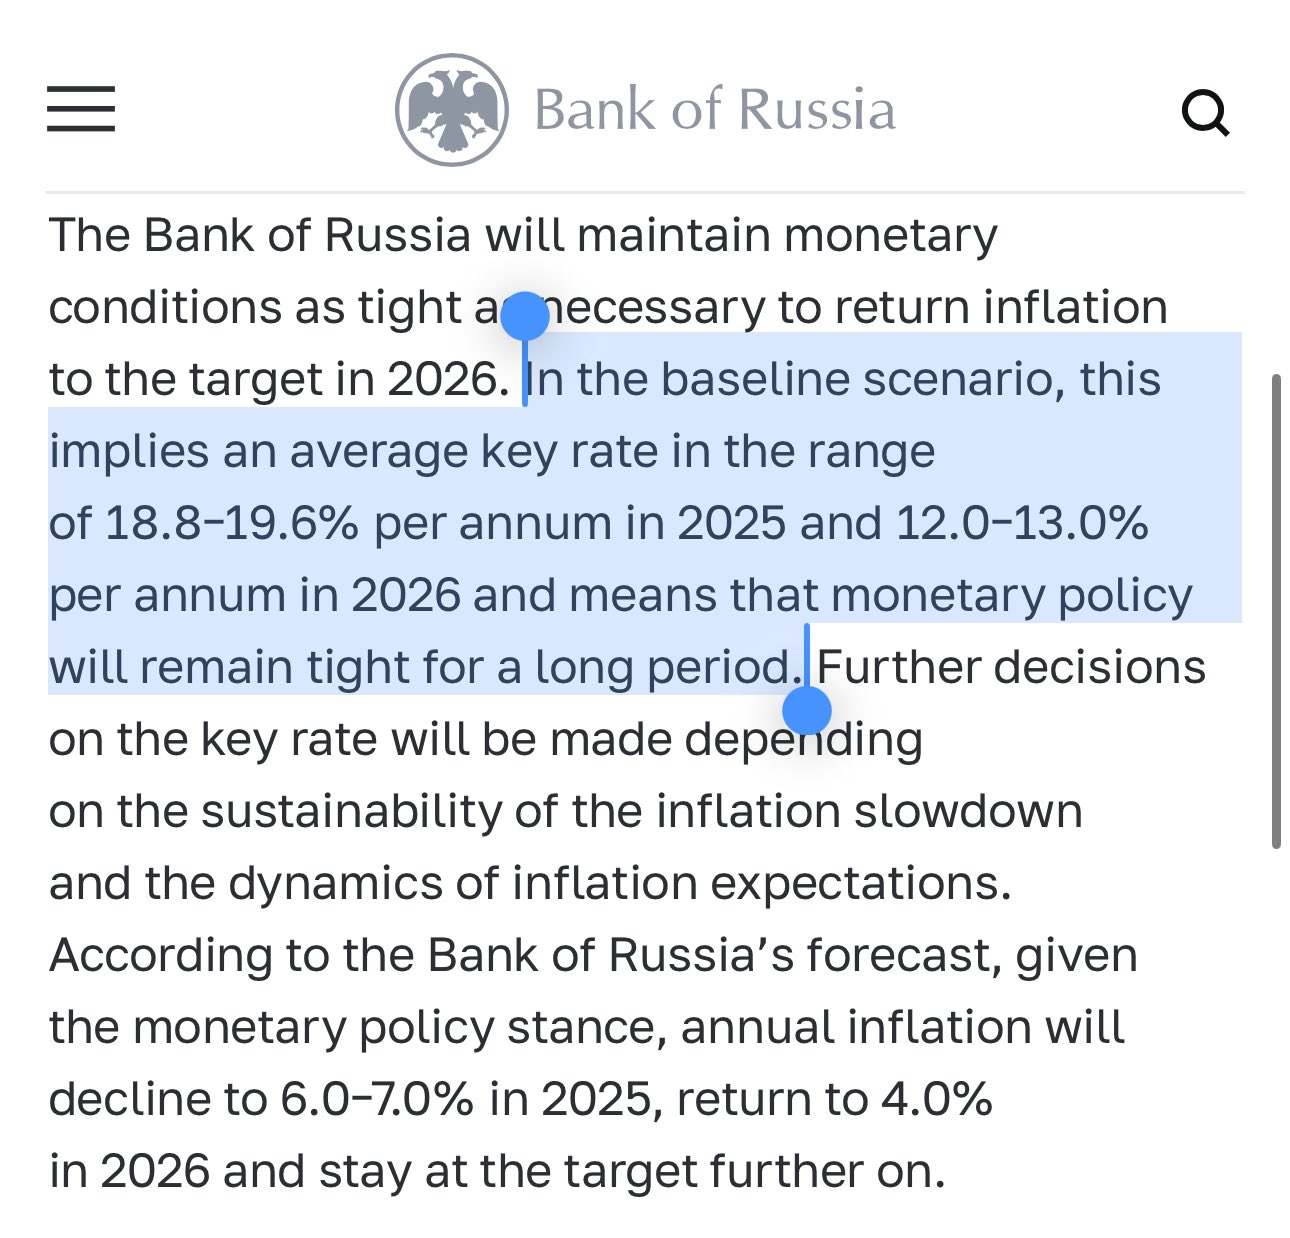 Bank of Russia
The Bank of Russia will maintain monetary
conditions as tight as necessary to return inflation
to the target in 2026. In the baseline scenario, this
implies an average key rate in the range
of 18.8–19.6% per annum in 2025 and 12.0–13.0%
per annum in 2026 and means that monetary policy
will remain tight for a long period. Further decisions
on the key rate will be made depending
on the sustainability of the inflation slowdown
and the dynamics of inflation expectations.
According to the Bank of Russia’s forecast, given
the monetary policy stance, annual inflation will
decline to 6.0–7.0% in 2025, return to 4.0%
in 2026 and stay at the target further on.